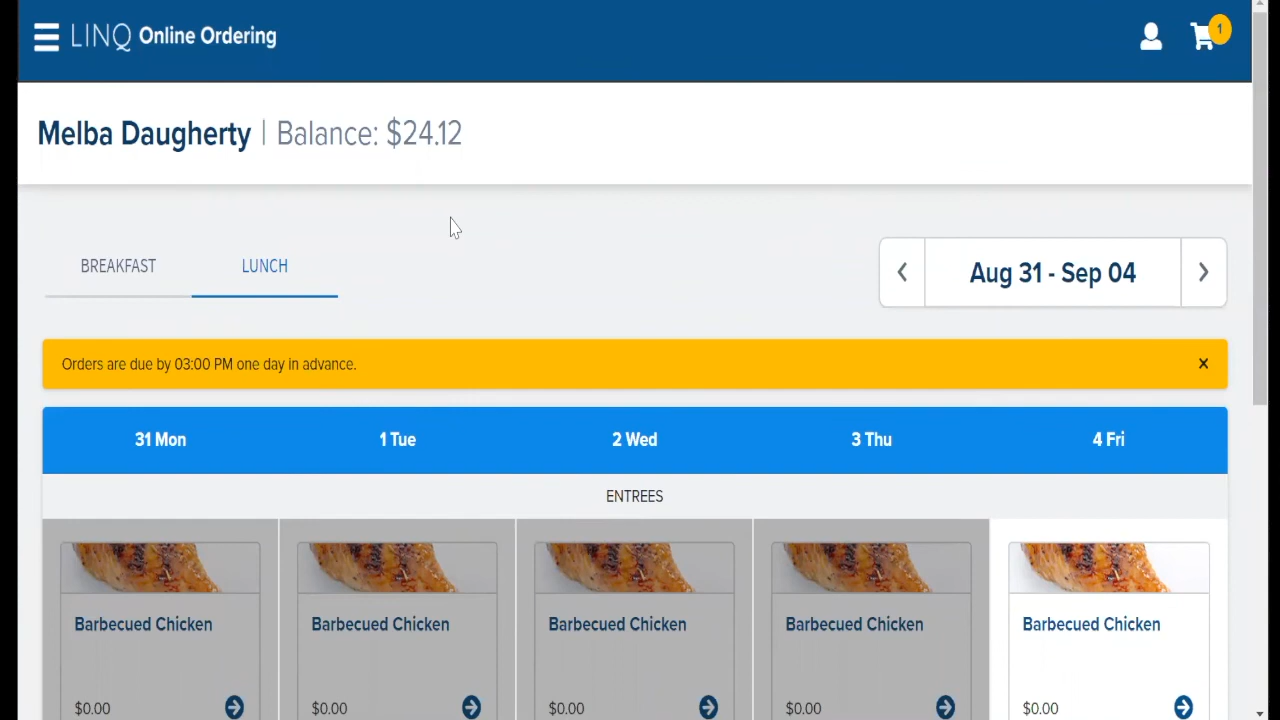 LINQ Online Ordering
1
Melba Daugherty | Balance: $24.12
BREAKFAST LUNCH
Aug 31 - Sep 04
Orders are due by 03:00 PM one day in advance.
31 Mon 1 Tue 2 Wed 3 Thu 4 Fri
ENTREES
Barbecued Chicken Barbecued Chicken Barbecued Chicken Barbecued Chicken Barbecued Chicken
$0.00 $0.00 $0.00 $0.00 $0.00